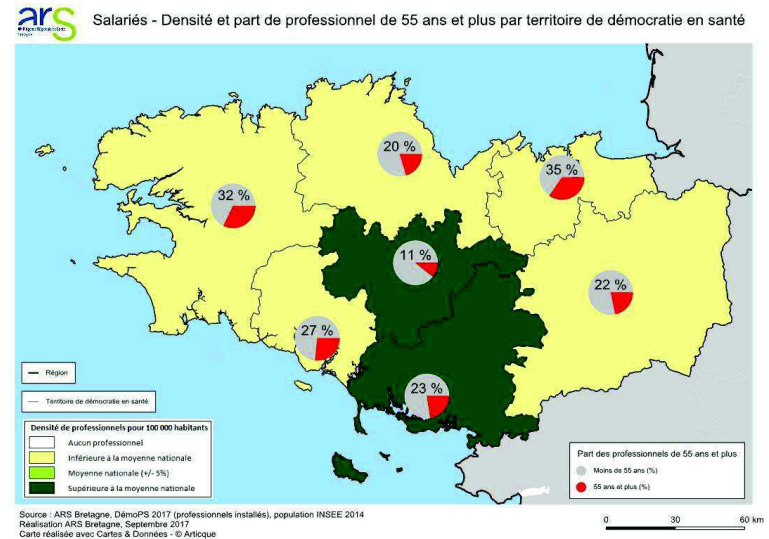 ars
Salariés - Densité et part de professionnel de 55 ans et plus par territoire de démocratie en santé
20 %
35 %
32 %
11 %
22 %
27 %
23 %
Région
Territoire de démocratie en santé
Densité de professionnels pour 100 000 habitants
Aucun professionnel
Inférieure à la moyenne nationale
Moyenne nationale (+/- 5%)
Supérieure à la moyenne nationale
Part des professionnels de 55 ans et plus
Moins de 55 ans (%)
55 ans et plus (%)
Source : ARS Bretagne, DémoPS 2017 (professionnels installés), population INSEE 2014
Réalisation ARS Bretagne, Septembre 2017
Carte réalisée avec Cartes & Données - © Articque
0 30 60 km